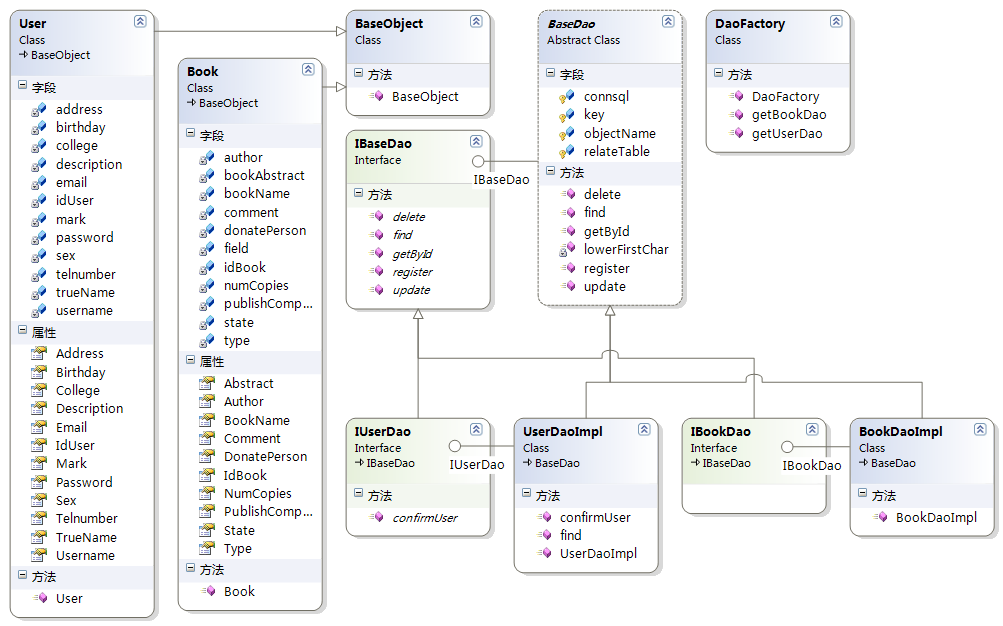 User
Class
BaseObject
字段
address
birthday
college
description
email
idUser
mark
password
sex
telnumber
trueName
username
属性
Address
Birthday
College
Description
Email
IdUser
Mark
Password
Sex
Telnumber
TrueName
Username
方法
User
Book
Class
BaseObject
字段
author
bookAbstract
bookName
comment
donatePerson
field
idBook
numCopies
publishComp...
state
type
属性
Abstract
Author
BookName
Comment
DonatePerson
IdBook
NumCopies
PublishComp...
State
Type
方法
Book
BaseObject
Class
方法
BaseObject
IBaseDao
Interface
方法
delete
find
getById
register
update
IBaseDao
BaseDao
Abstract Class
字段
connsql
key
objectName
relateTable
方法
delete
find
getById
lowerFirstChar
register
update
DaoFactory
Class
方法
DaoFactory
getBookDao
getUserDao
IUserDao
Interface
IBaseDao
方法
confirmUser
IUserDao
UserDaoImpl
Class
BaseDao
方法
confirmUser
find
UserDaoImpl
IBookDao
Interface
IBaseDao
IBookDao
BookDaoImpl
Class
BaseDao
方法
BookDaoImpl